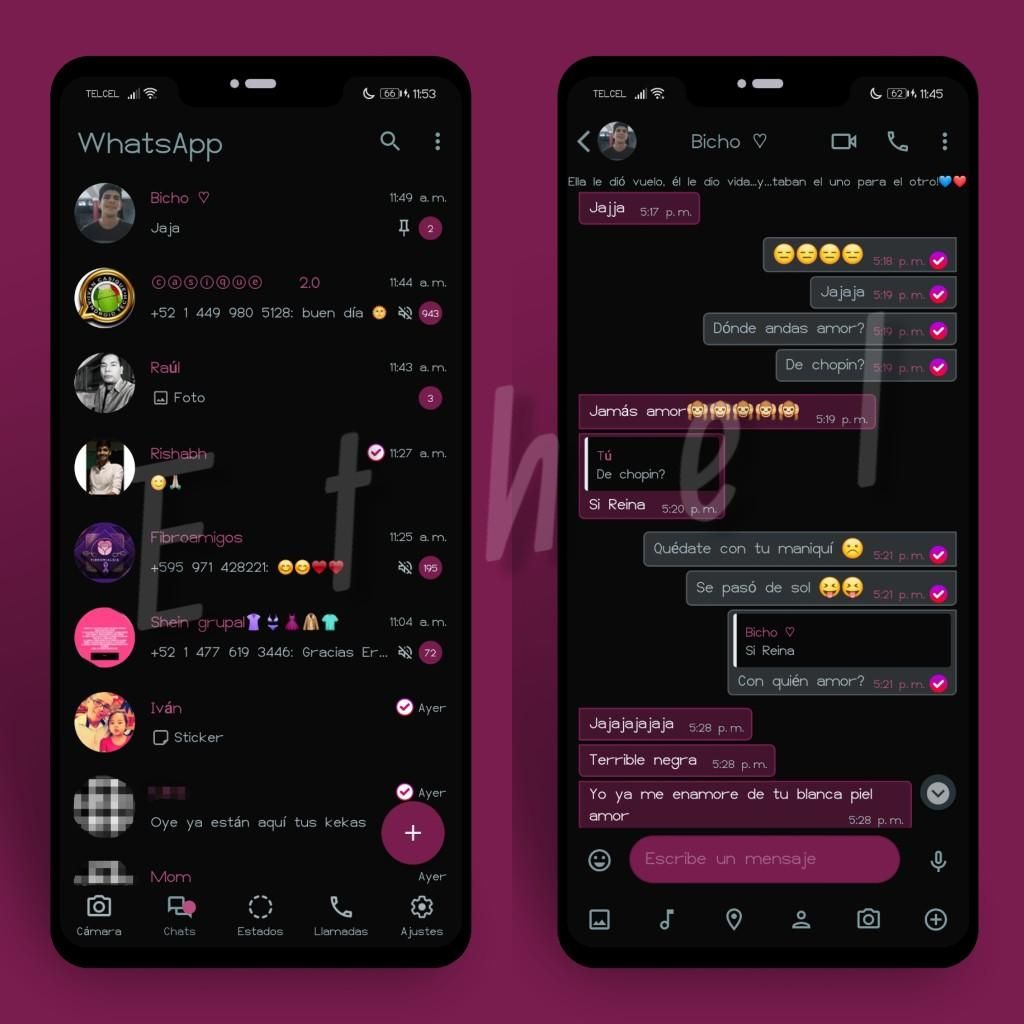 TELCEL 66 11:53
WhatsApp
Bicho ♡ 11:49 a. m.
Jaja 2
ⓒⓐⓢⓘⓠⓤⓔ 2.0 11:44 a. m.
+52 1 449 980 5128: buen día 943
Raúl 11:43 a. m.
Foto 3
Rishabh 11:27 a. m.
😊🙏🏼
Fibroamigos 11:25 a. m.
+595 971 428221: 😊😊❤️❤️ 195
Shein grupal👚👙👗🧥👕 11:04 a. m.
+52 1 477 619 3446: Gracias Er... 72
Iván Ayer
Sticker
Ayer
Oye ya están aquí tus kekas
+
Mom Ayer
Cámara Chats Estados Llamadas Ajustes
TELCEL 62 11:45
Bicho ♡
Ella le dió vuelo, él le dio vida...y...taban el uno para el otro!💙❤️
Jajja 5:17 p. m.
😑😑😑😑 5:18 p. m.
Jajaja 5:19 p. m.
Dónde andas amor? 5:19 p. m.
De chopin? 5:19 p. m.
Jamás amor🙉🙉🙉🙉🙉 5:19 p. m.
Tú
De chopin?
Si Reina 5:20 p. m.
Quédate con tu maniquí ☹️ 5:21 p. m.
Se pasó de sol 😝😝 5:21 p. m.
Bicho ♡
Si Reina
Con quién amor? 5:21 p. m.
Jajajajajaja 5:28 p. m.
Terrible negra 5:28 p. m.
Yo ya me enamore de tu blanca piel
amor 5:28 p. m.
Escribe un mensaje
Ethel